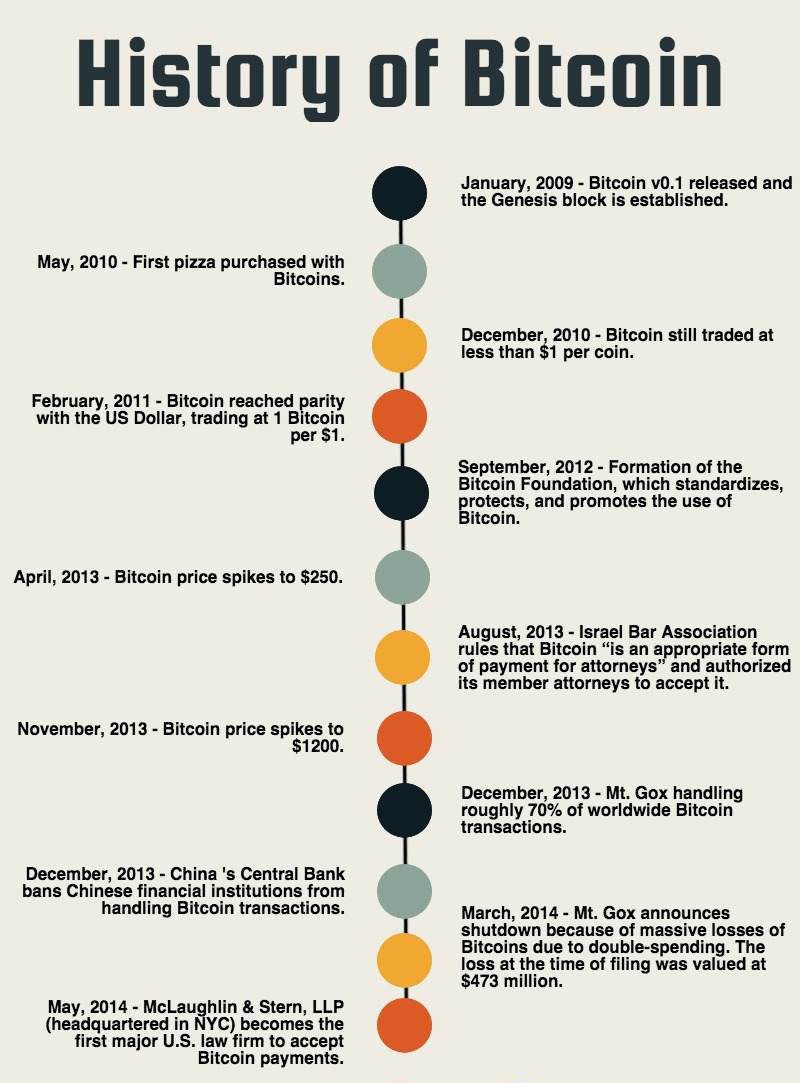 History of Bitcoin
January, 2009 - Bitcoin v0.1 released and
the Genesis block is established.
May, 2010 - First pizza purchased with
Bitcoins.
December, 2010 - Bitcoin still traded at
less than $1 per coin.
February, 2011 - Bitcoin reached parity
with the US Dollar, trading at 1 Bitcoin
per $1.
September, 2012 - Formation of the
Bitcoin Foundation, which standardizes,
protects, and promotes the use of
Bitcoin.
April, 2013 - Bitcoin price spikes to $250.
August, 2013 - Israel Bar Association
rules that Bitcoin “is an appropriate form
of payment for attorneys” and authorized
its member attorneys to accept it.
November, 2013 - Bitcoin price spikes to
$1200.
December, 2013 - Mt. Gox handling
roughly 70% of worldwide Bitcoin
transactions.
December, 2013 - China 's Central Bank
bans Chinese financial institutions from
handling Bitcoin transactions.
March, 2014 - Mt. Gox announces
shutdown because of massive losses of
Bitcoins due to double-spending. The
loss at the time of filing was valued at
$473 million.
May, 2014 - McLaughlin & Stern, LLP
(headquartered in NYC) becomes the
first major U.S. law firm to accept
Bitcoin payments.